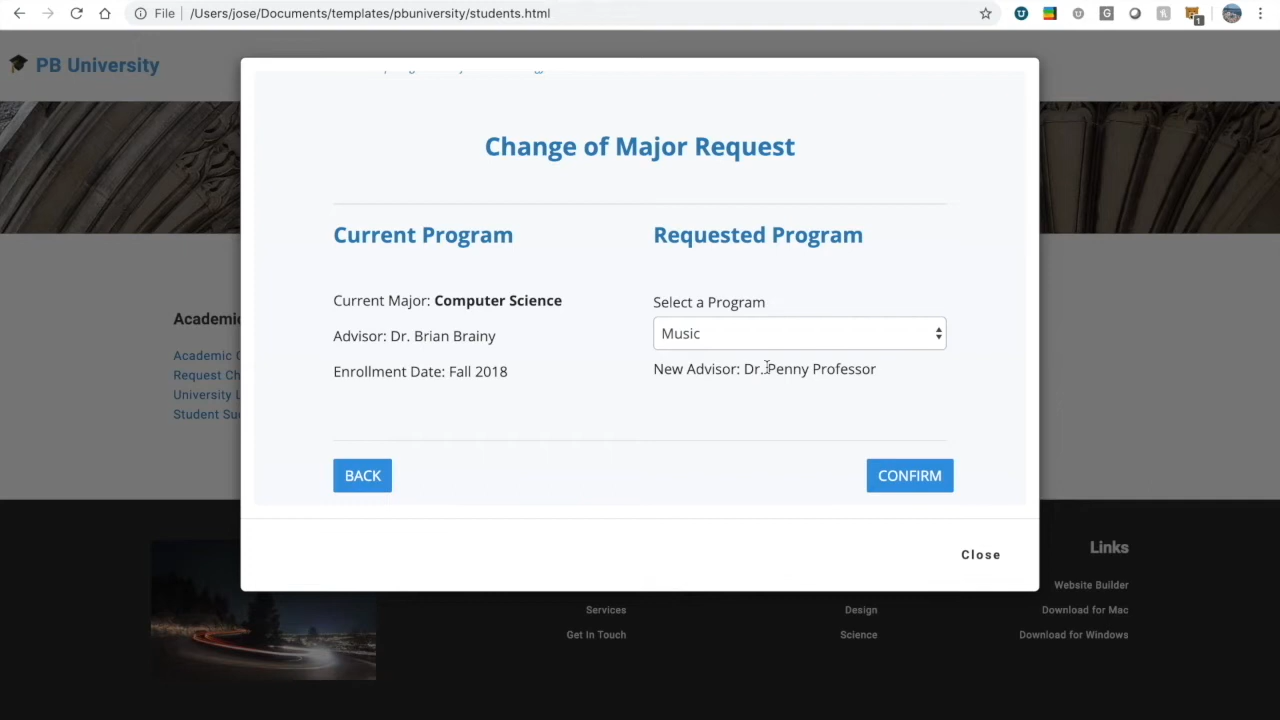 File
/Users/jose/Documents/templates/pbuniversity/students.html
1
PB University
Change of Major Request
Current Program
Requested Program
Current Major: Computer Science
Select a Program
Advisor: Dr. Brian Brainy
Music
Enrollment Date: Fall 2018
New Advisor: Dr. Penny Professor
BACK
CONFIRM
Close
Academic
Request
University
Student
Links
Website Builder
Services
Design
Download for Mac
Get In Touch
Science
Download for Windows